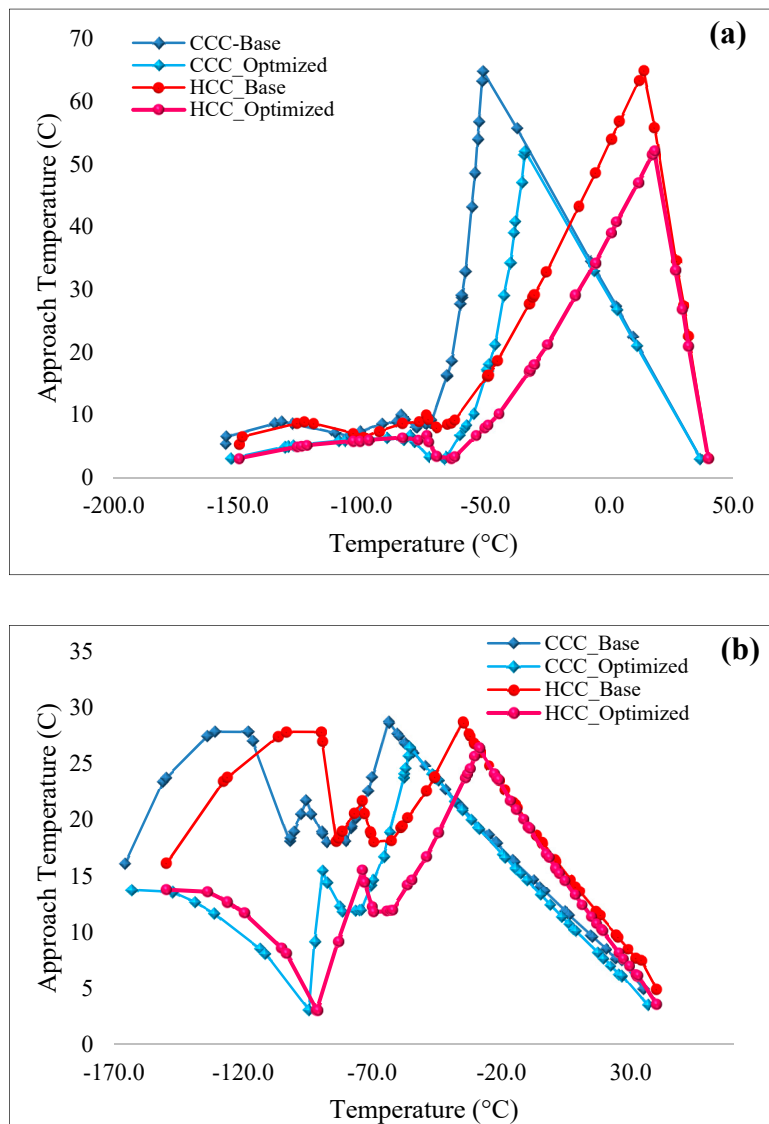 (a)
CCC-Base
CCC_Optmized
HCC_Base
HCC_Optimized
70
60
50
40
30
20
10
0
Approach Temperature (C)
-200.0 -150.0 -100.0 -50.0 0.0 50.0
Temperature (°C)
(b)
CCC_Base
CCC_Optimized
HCC_Base
HCC_Optimized
35
30
25
20
15
10
5
0
Approach Temperature (C)
-170.0 -120.0 -70.0 -20.0 30.0
Temperature (°C)